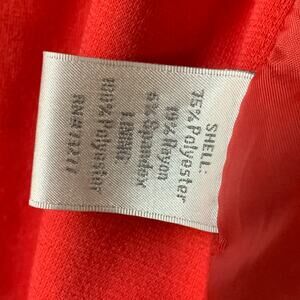 SHELL:
75% Polyester
19% Rayon
6% Spandex
LINING
100% Polyester